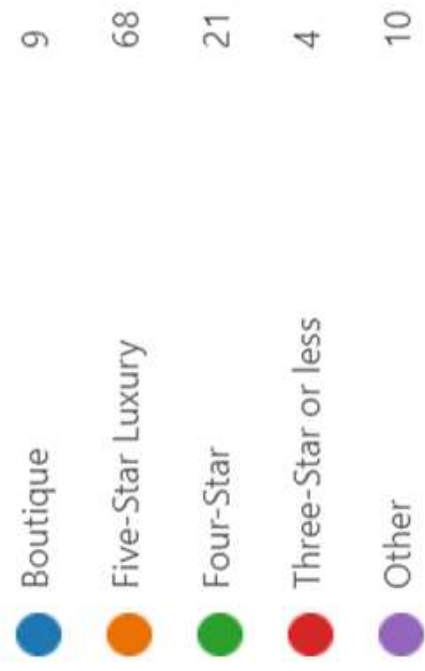 Boutique 9
Five-Star Luxury 68
Four-Star 21
Three-Star or less 4
Other 10